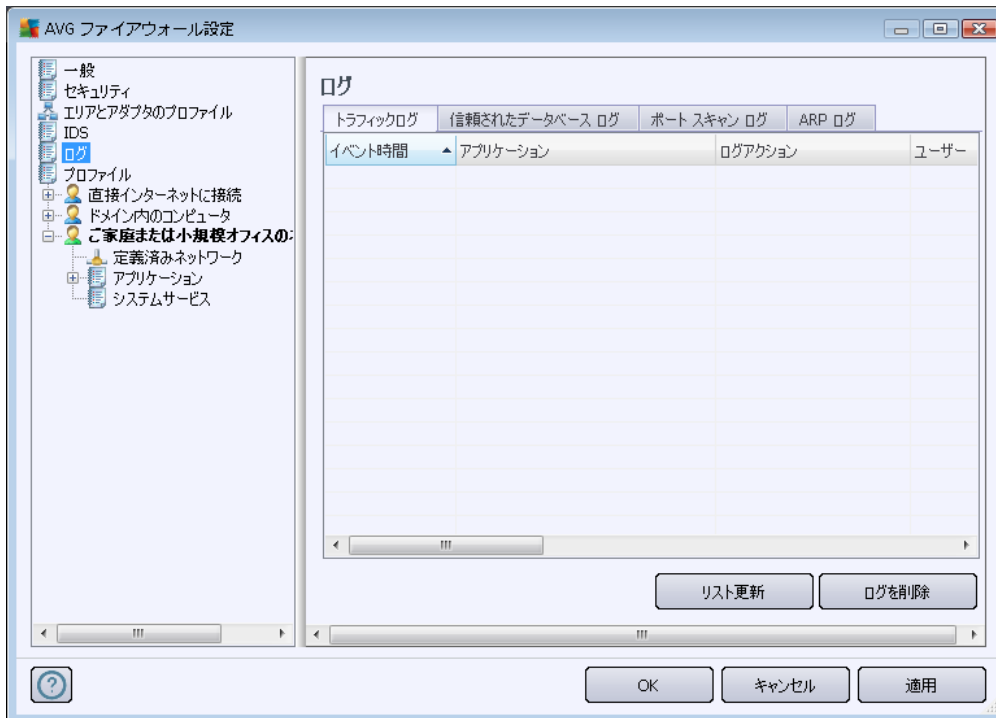 AVG ファイアウォール設定
一般
セキュリティ
エリアとアダプタのプロファイル
IDS
ログ
プロファイル
直接インターネットに接続
ドメイン内のコンピュータ
ご家庭または小規模オフィスの
定義済みネットワーク
アプリケーション
システムサービス
ログ
トラフィックログ 信頼されたデータベース ログ ポート スキャン ログ ARP ログ
イベント時間 アプリケーション ログアクション ユーザー
リスト更新 ログを削除
OK キャンセル 適用